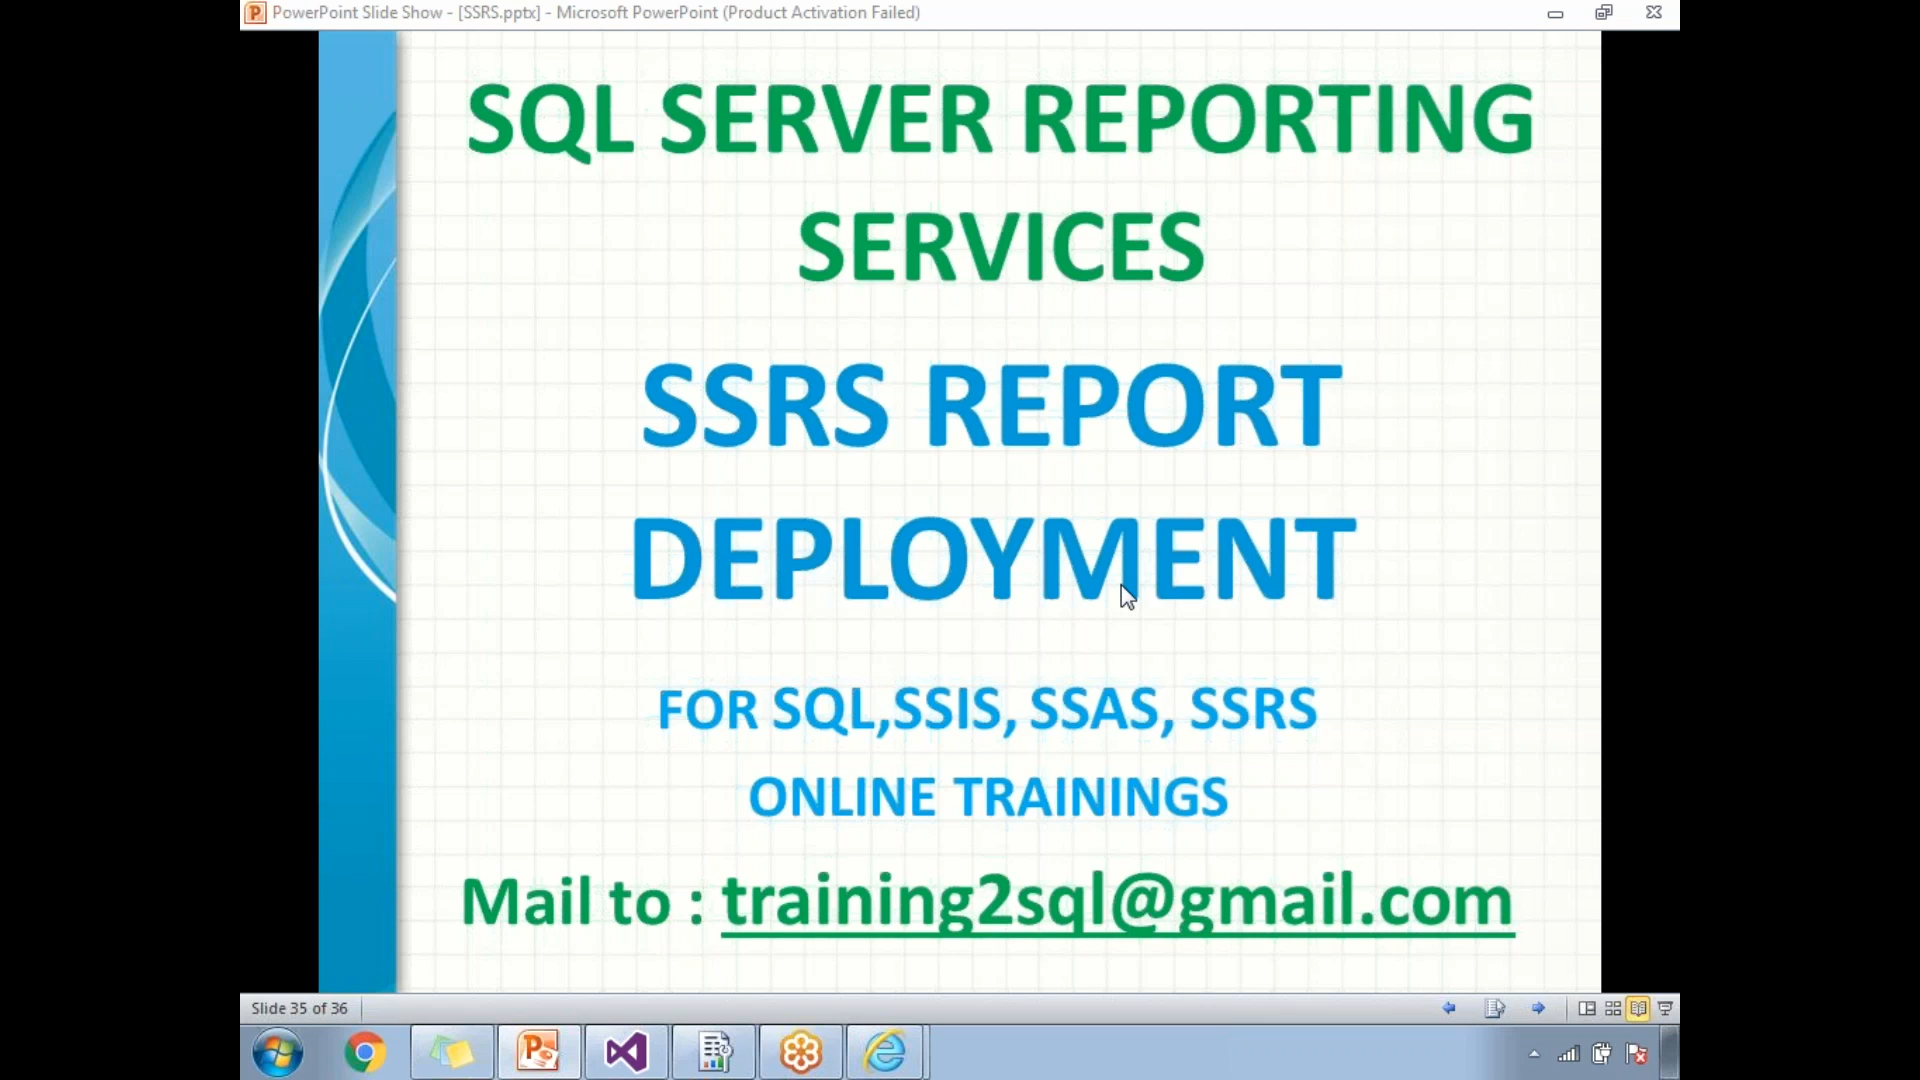 PowerPoint Slide Show - [SSRS.pptx] - Microsoft PowerPoint (Product Activation Failed)
SQL SERVER REPORTING
SERVICES
SSRS REPORT
DEPLOYMENT
FOR SQL,SSIS, SSAS, SSRS
ONLINE TRAININGS
Mail to : training2sql@gmail.com
Slide 35 of 36